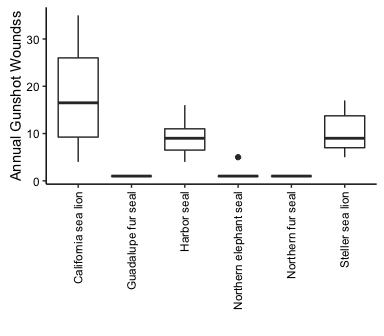 Annual Gunshot Woundss
30
20
10
0
California sea lion
Guadalupe fur seal
Harbor seal
Northern elephant seal
Northern fur seal
Steller sea lion